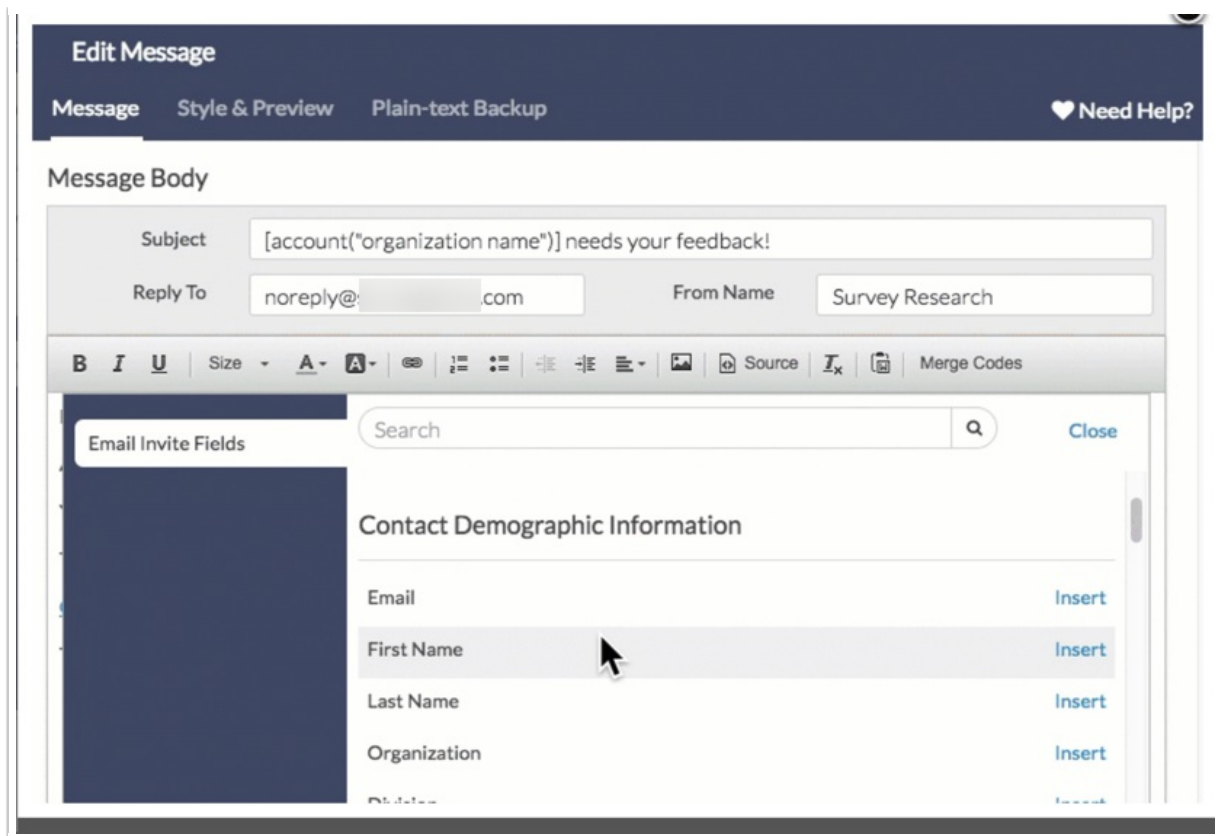 Edit Message
Message Style & Preview Plain-text Backup Need Help?
Message Body
Subject [account("organization name")] needs your feedback!
Reply To noreply@ .com From Name Survey Research
B I U Size A A Source Ix Merge Codes
Email Invite Fields Search Close
Contact Demographic Information
Email Insert
First Name Insert
Last Name Insert
Organization Insert